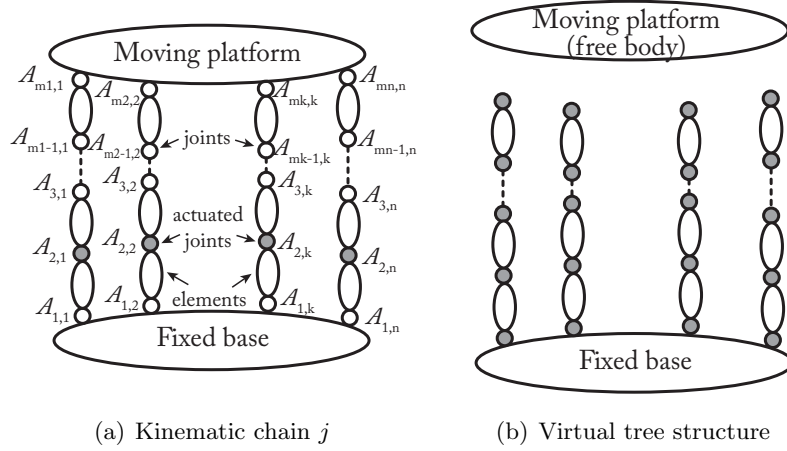 Moving platform
A_m1,1 A_m2,2 A_mk,k A_mn,n
A_m1-1,1 A_m2-1,2 joints A_mk-1,k A_mn-1,n
A_3,1 A_3,2 A_3,k A_3,n
actuated
joints
A_2,1 A_2,2 A_2,k A_2,n
elements
A_1,1 A_1,2 A_1,k A_1,n
Fixed base
(a) Kinematic chain j
Moving platform
(free body)
Fixed base
(b) Virtual tree structure